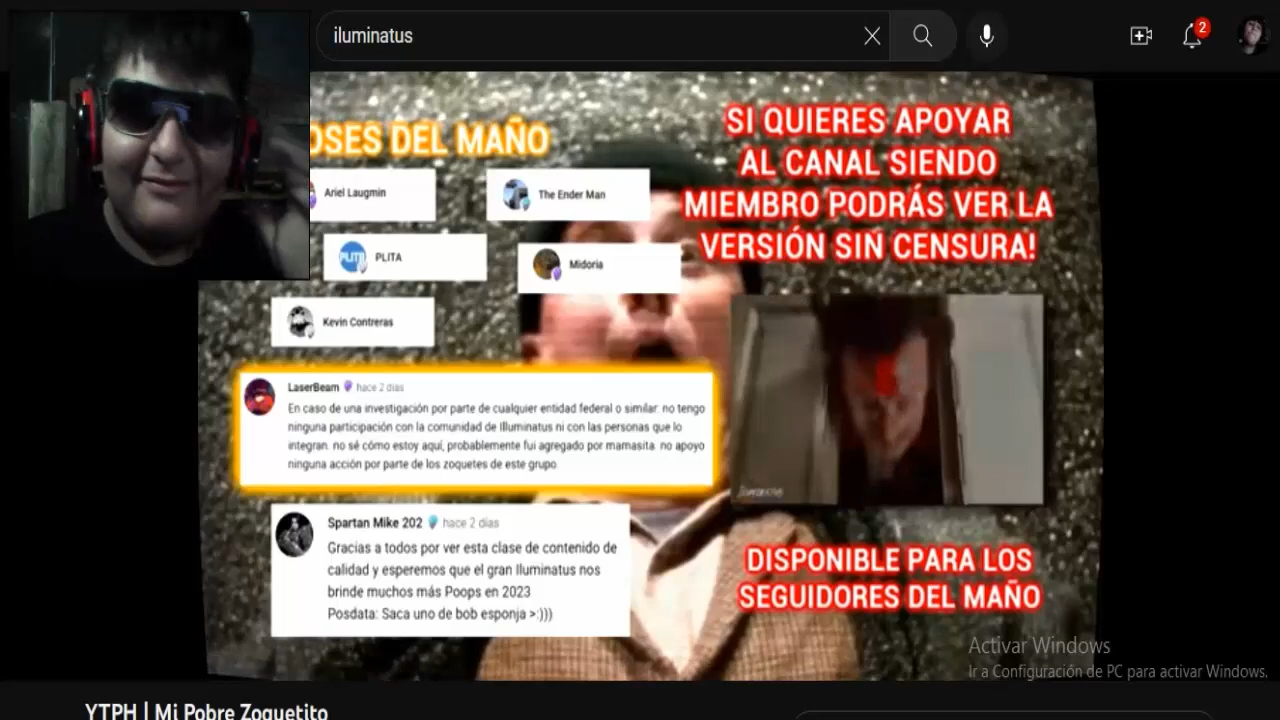 iluminatus
2
OSES DEL MAÑO
SI QUIERES APOYAR
AL CANAL SIENDO
MIEMBRO PODRÁS VER LA
VERSIÓN SIN CENSURA!
Ariel Laugmin
The Ender Man
PLITA
Midoria
Kevin Contreras
LaserBeam hace 2 días
En caso de una investigación por parte de cualquier entidad federal o similar: no tengo
ninguna participación con la comunidad de Illuminatus ni con las personas que lo
integran. no sé cómo estoy aquí, probablemente fui agregado por mamasita. no apoyo
ninguna acción por parte de los zoquetes de este grupo.
Spartan Mike 202 hace 2 días
Gracias a todos por ver esta clase de contenido de
calidad y esperemos que el gran Iluminatus nos
brinde muchos más Poops en 2023
Posdata: Saca uno de bob esponja >:)))
DISPONIBLE PARA LOS
SEGUIDORES DEL MAÑO
Activar Windows
Ir a Configuración de PC para activar Windows.
YTPH | Mi Pobre Zoquetito